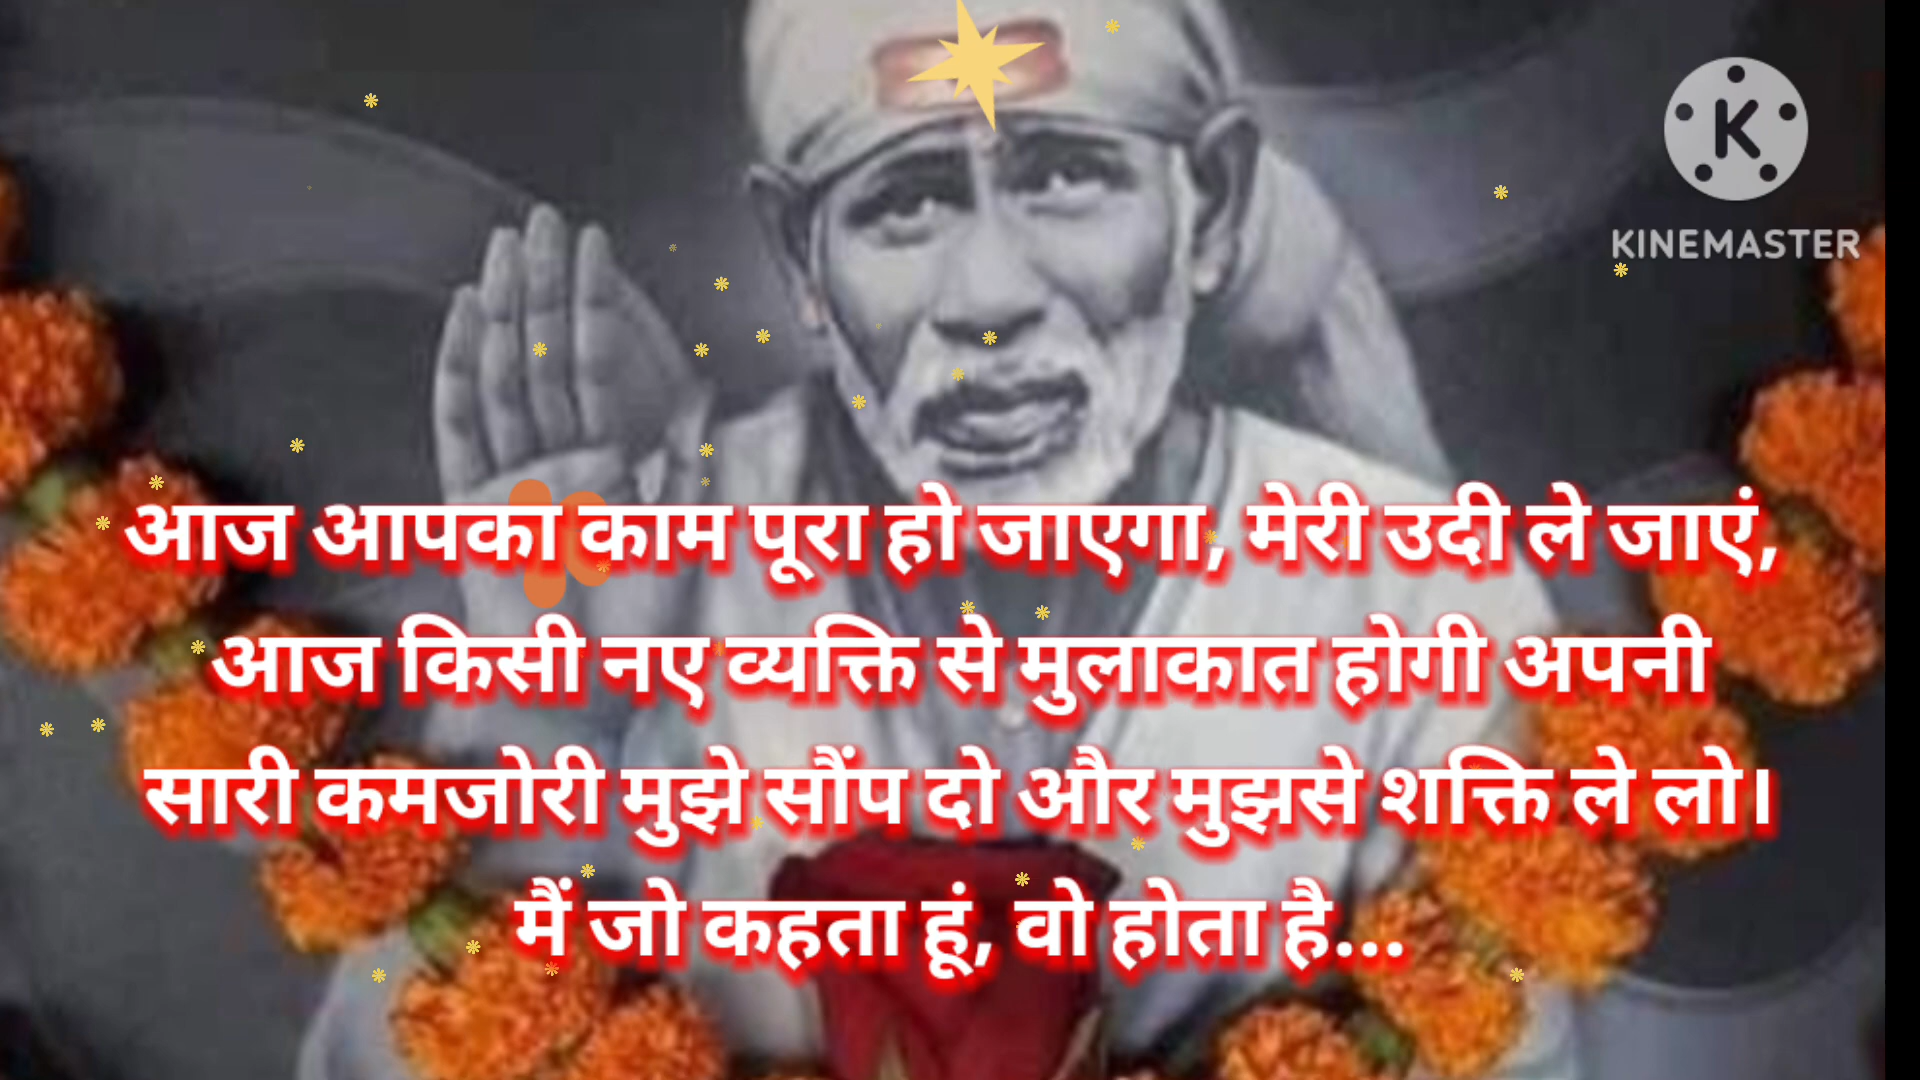 KINEMASTER
आज आपका काम पूरा हो जाएगा, मेरी उदी ले जाएं,
आज किसी नए व्यक्ति से मुलाकात होगी अपनी
सारी कमजोरी मुझे सौंप दो और मुझसे शक्ति ले लो।
मैं जो कहता हूं, वो होता है...